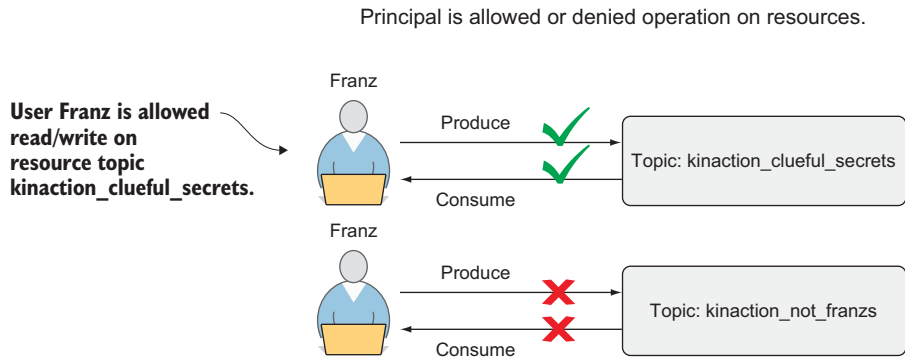 Principal is allowed or denied operation on resources.
Franz
User Franz is allowed
read/write on
resource topic
kinaction_clueful_secrets.
Produce
Topic: kinaction_clueful_secrets
Consume
Franz
Produce
Topic: kinaction_not_franzs
Consume